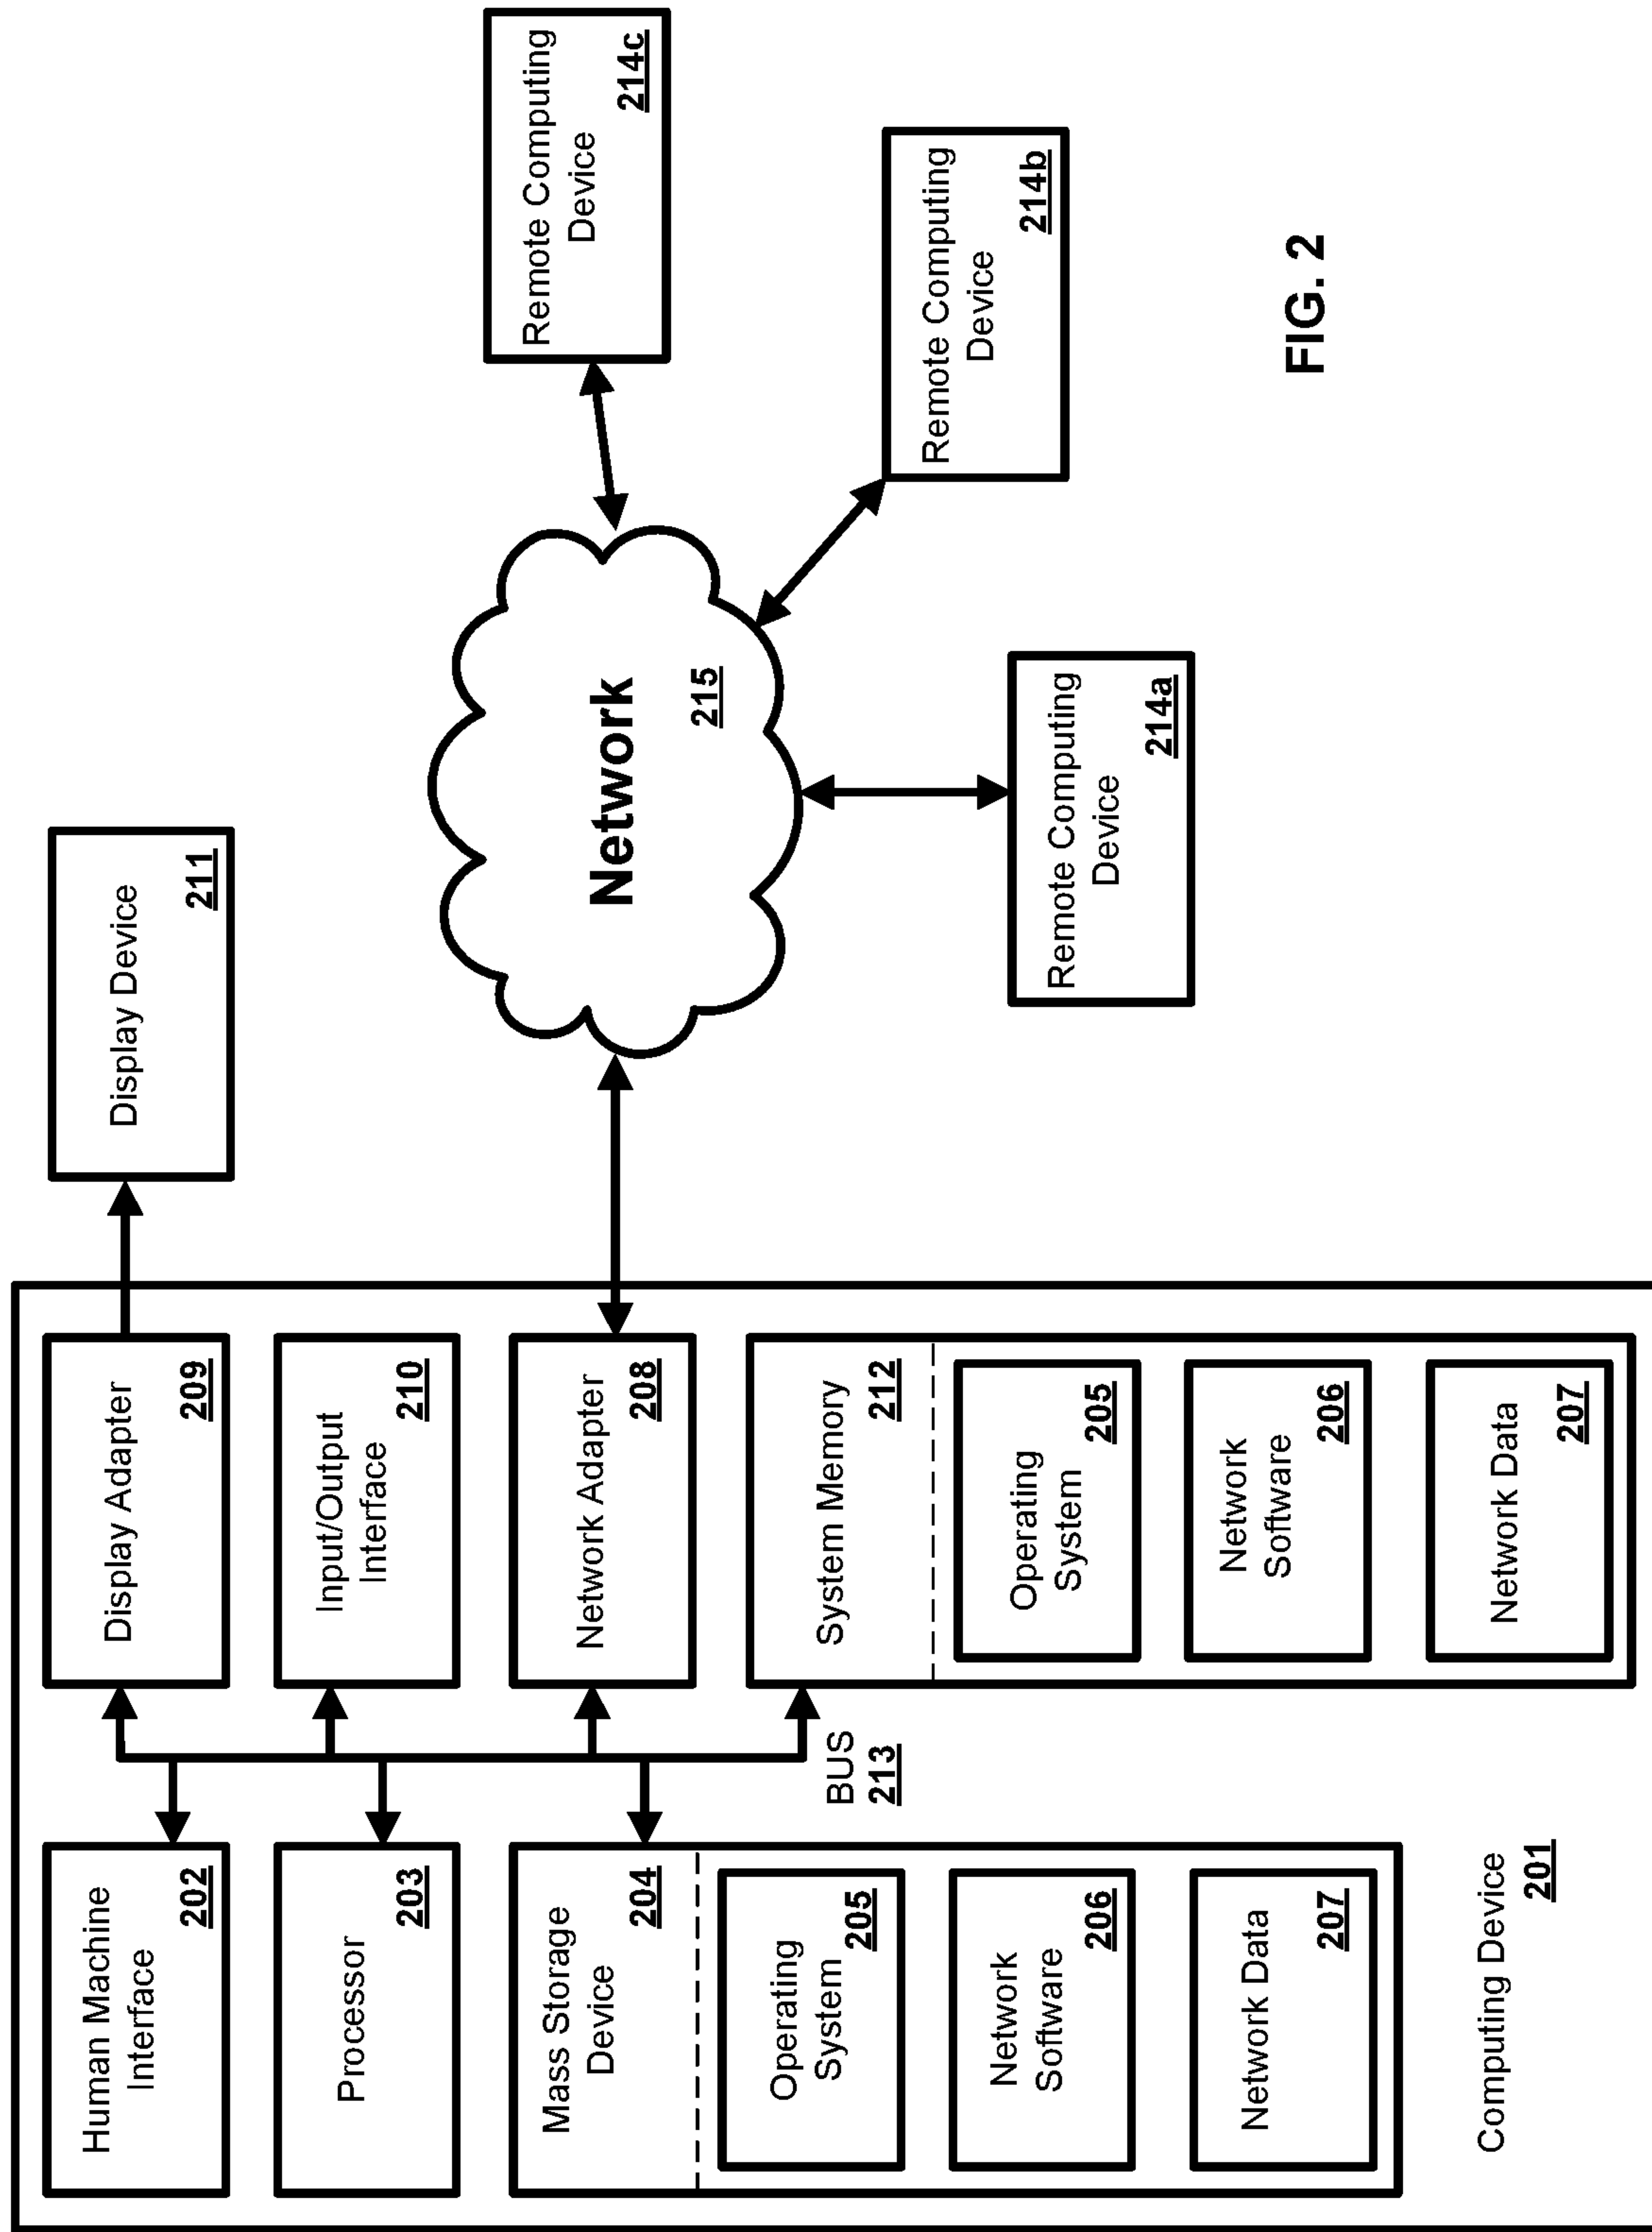 Human Machine
Interface
202
Processor
203
Mass Storage
Device
204
Operating
System
205
Network
Software
206
Network Data
207
Computing Device
201
BUS
213
Display Adapter
209
Input/Output
Interface
210
Network Adapter
208
System Memory
212
Operating
System
205
Network
Software
206
Network Data
207
Display Device
211
Network
215
Remote Computing
Device
214a
Remote Computing
Device
214b
Remote Computing
Device
214c
FIG. 2